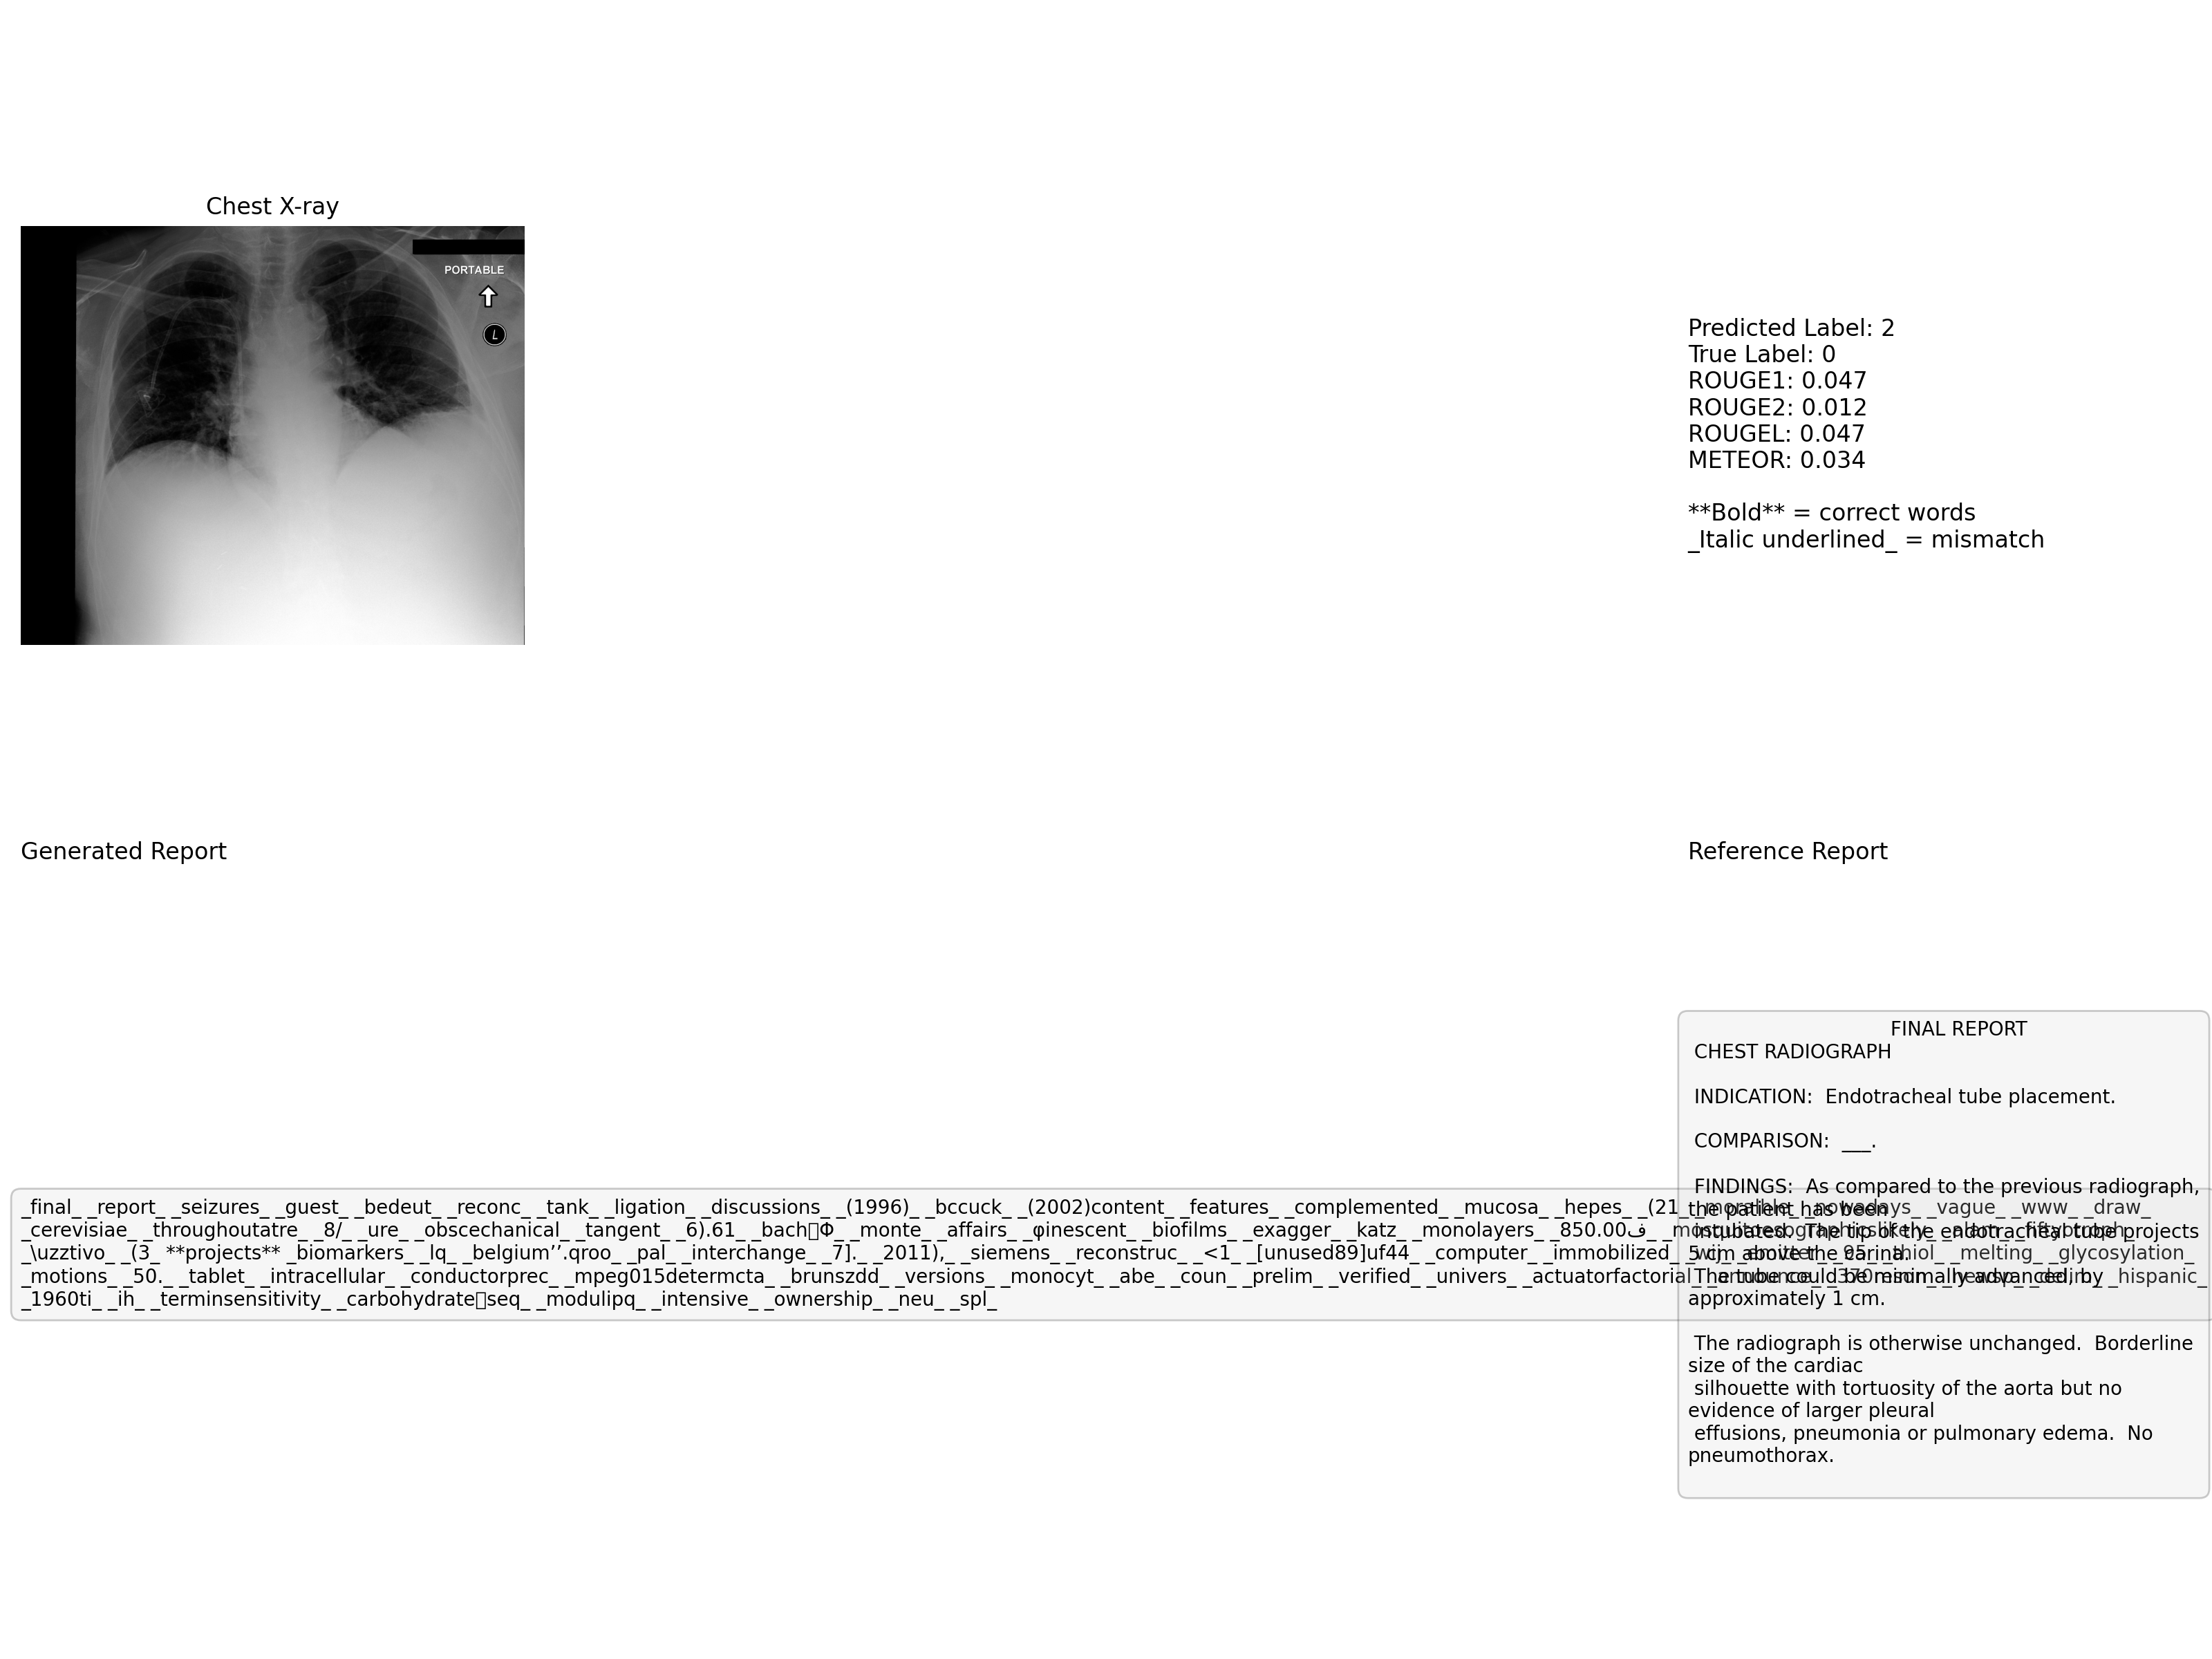 Chest X-ray
PORTABLE
L
Predicted Label: 2
True Label: 0
ROUGE1: 0.047
ROUGE2: 0.012
ROUGEL: 0.047
METEOR: 0.034
**Bold** = correct words
_Italic underlined_ = mismatch
Generated Report
_final_ _report_ _seizures_ _guest_ _bedeut_ _reconc_ _tank_ _ligation_ _discussions_ _(1996)_ _bccuck_ _(2002)content_ _features_ _complemented_ _mucosa_ _hepes_ _(21_ _nowadays_ _vague_ _www_ _draw_
_cerevisiae_ _throughoutatre_ _8/_ _ure_ _obscechanical_ _tangent_ _6).61_ _bach Φ_ _monte_ _affairs_ _φinescent_ _biofilms_ _exagger_ _katz_ _monolayers_ _850.00ف_
_\uzztivo_ _(3_ **projects** _biomarkers_ _lq_ _belgium’’.qroo_ _pal_ _interchange_ _7]._ _2011),_ _siemens_ _reconstruc_ _<1_ _[unused89]uf44_ _computer_ _immobilized_ _95_ _thiol_ _melting_ _glycosylation_ _
_motions_ _50._ _tablet_ _intracellular_ _conductorprec_ _mpeg015determcta_ _brunszdd_ _versions_ _monocyt_ _abe_ _coun_ _prelim_ _verified_ _univers_ _actuatorfactorial_ _hispanic_
_1960ti_ _ih_ _terminsensitivity_ _carbohydrate seq_ _modulipq_ _intensive_ _ownership_ _neu_ _spl_
Reference Report
FINAL REPORT
CHEST RADIOGRAPH
INDICATION:  Endotracheal tube placement.
COMPARISON:  ___.
FINDINGS:  As compared to the previous radiograph,
the patient has been
intubated.  The tip of the endotracheal tube projects
5 cm above the carina.
The tube could be minimally advanced, by
approximately 1 cm.
The radiograph is otherwise unchanged.  Borderline
size of the cardiac
silhouette with tortuosity of the aorta but no
evidence of larger pleural
effusions, pneumonia or pulmonary edema.  No
pneumothorax.